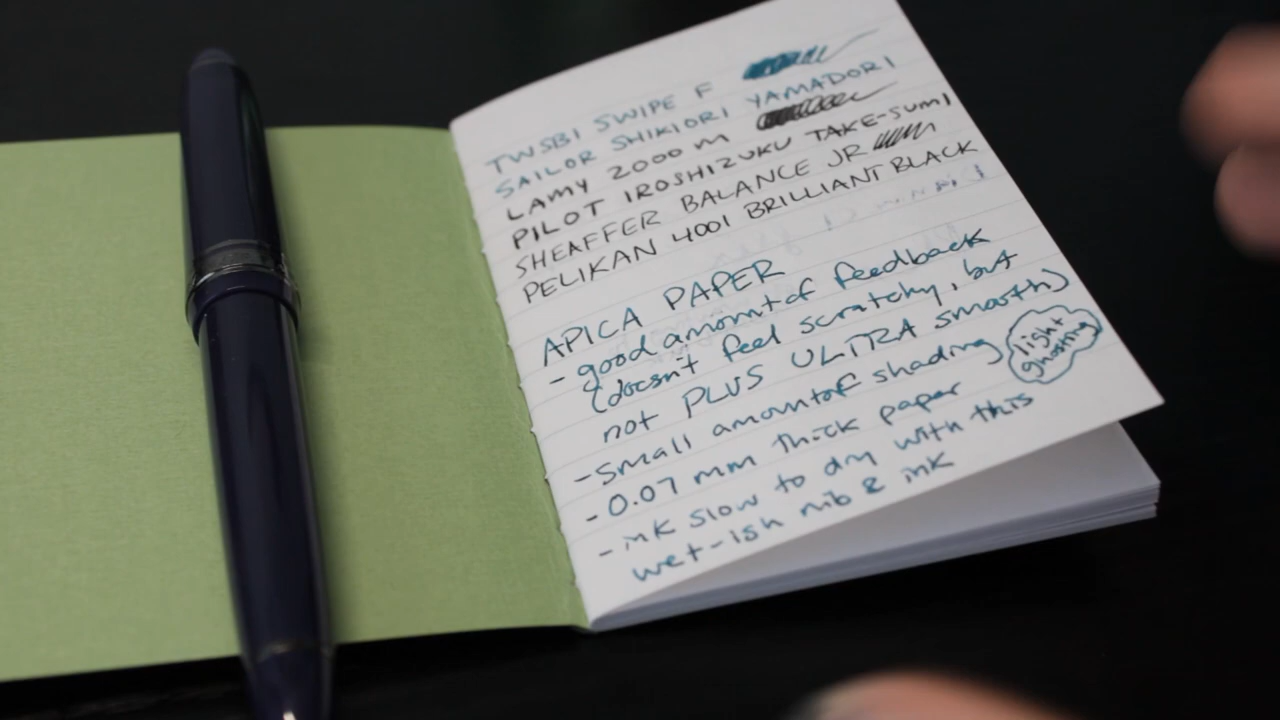 TWSBI SWIPE F
SAILOR SHIKIORI YAMADORI
LAMY 2000 M
PILOT IROSHIZUKU TAKE-SUMI
SHEAFFER BALANCE JR
PELIKAN 4001 BRILLIANT BLACK
APICA PAPER
- good amount of feedback
(doesn't feel scratchy, but
not PLUS ULTRA smooth)
- small amount of shading
light
ghosting
- 0.07 mm thick paper
- ink slow to dry with this
wet-ish nib & ink